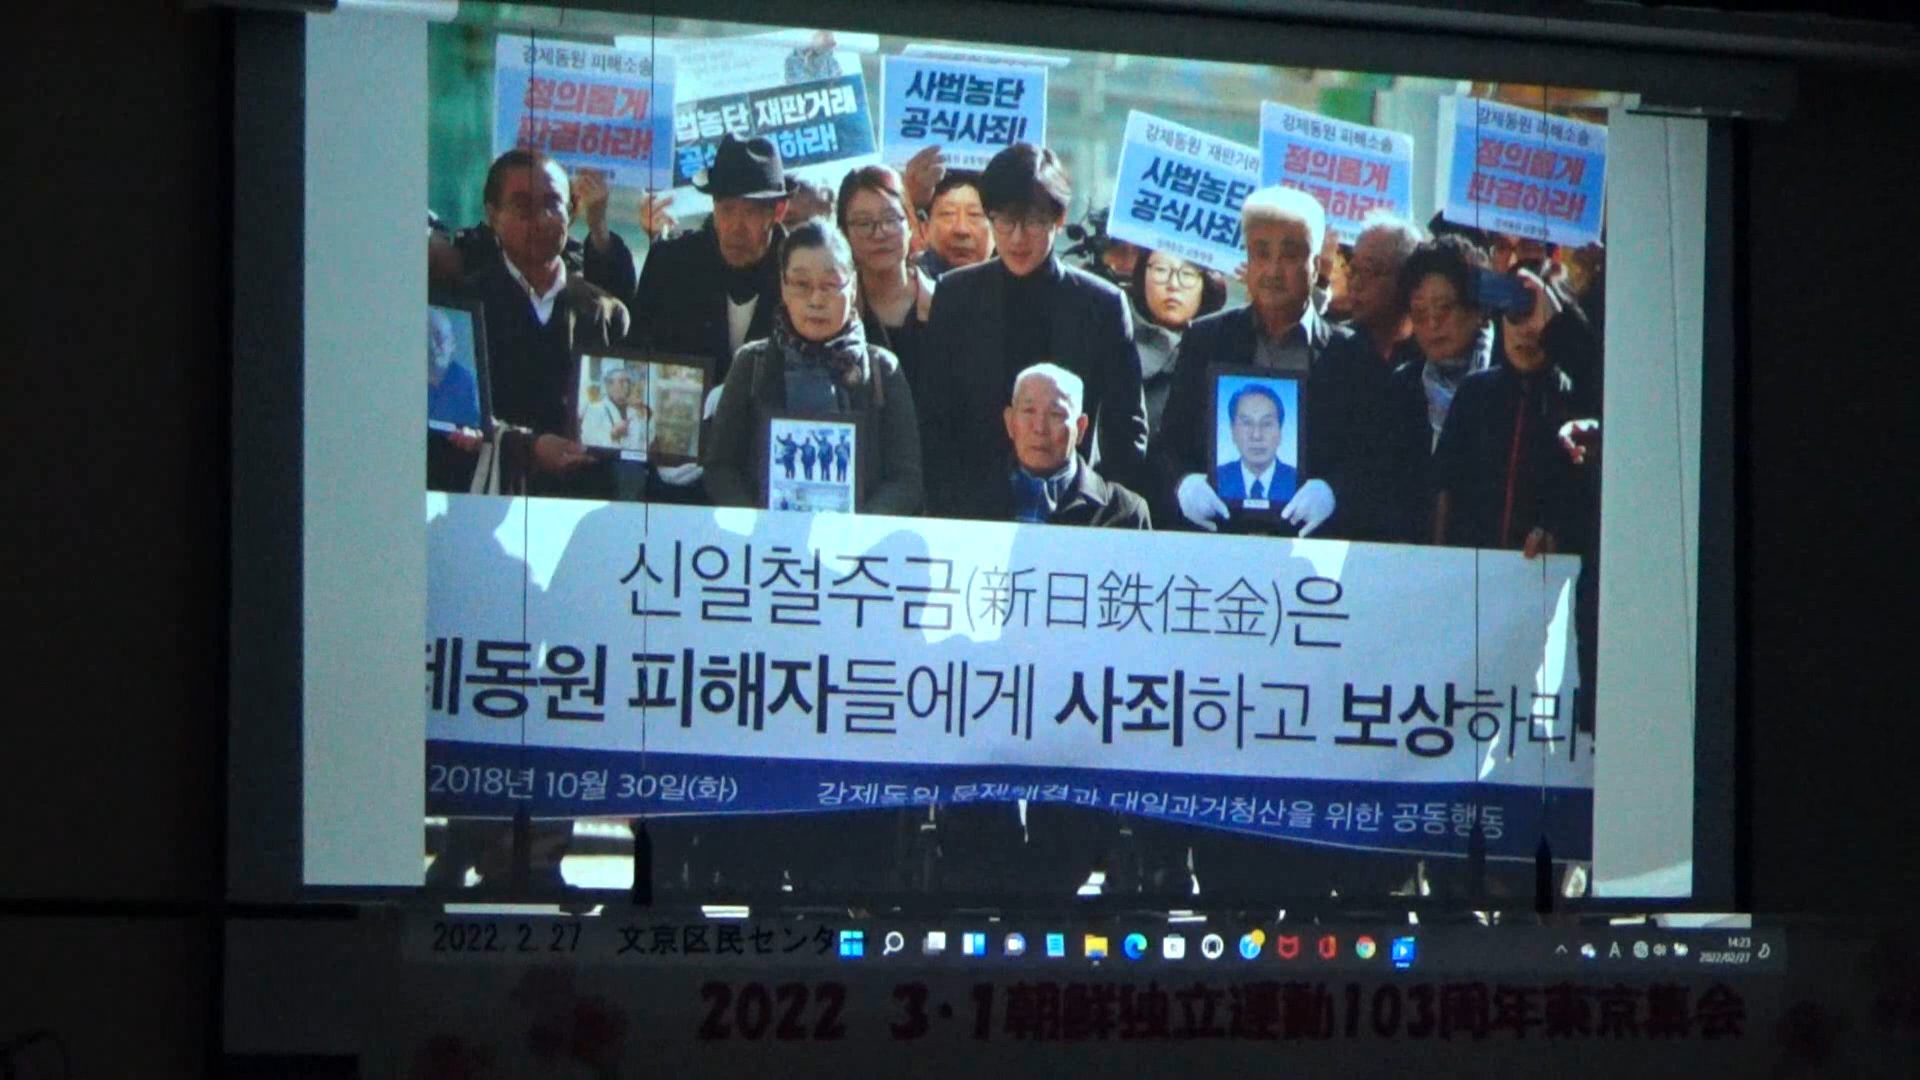 강제동원 피해소송
정의롭게
판결하라!
법농단 재판거래
하라!
사법농단
공식사죄!
강제동원 재판거래
사법농단
공식사죄!
강제동원 피해소송
정의롭게
강제동원 피해소송
정의롭게
판결하라!
신일철주금(新日鉄住金)은
제동원 피해자들에게 사죄하고 보상하라!
2018년 10월 30일(화) 강제동원 문제해결과 대일과거청산을 위한 공동행동
2022.2.27 文京区民センター
14:23
2022/02/27
2022 3・1朝鮮独立運動103周年東京集会